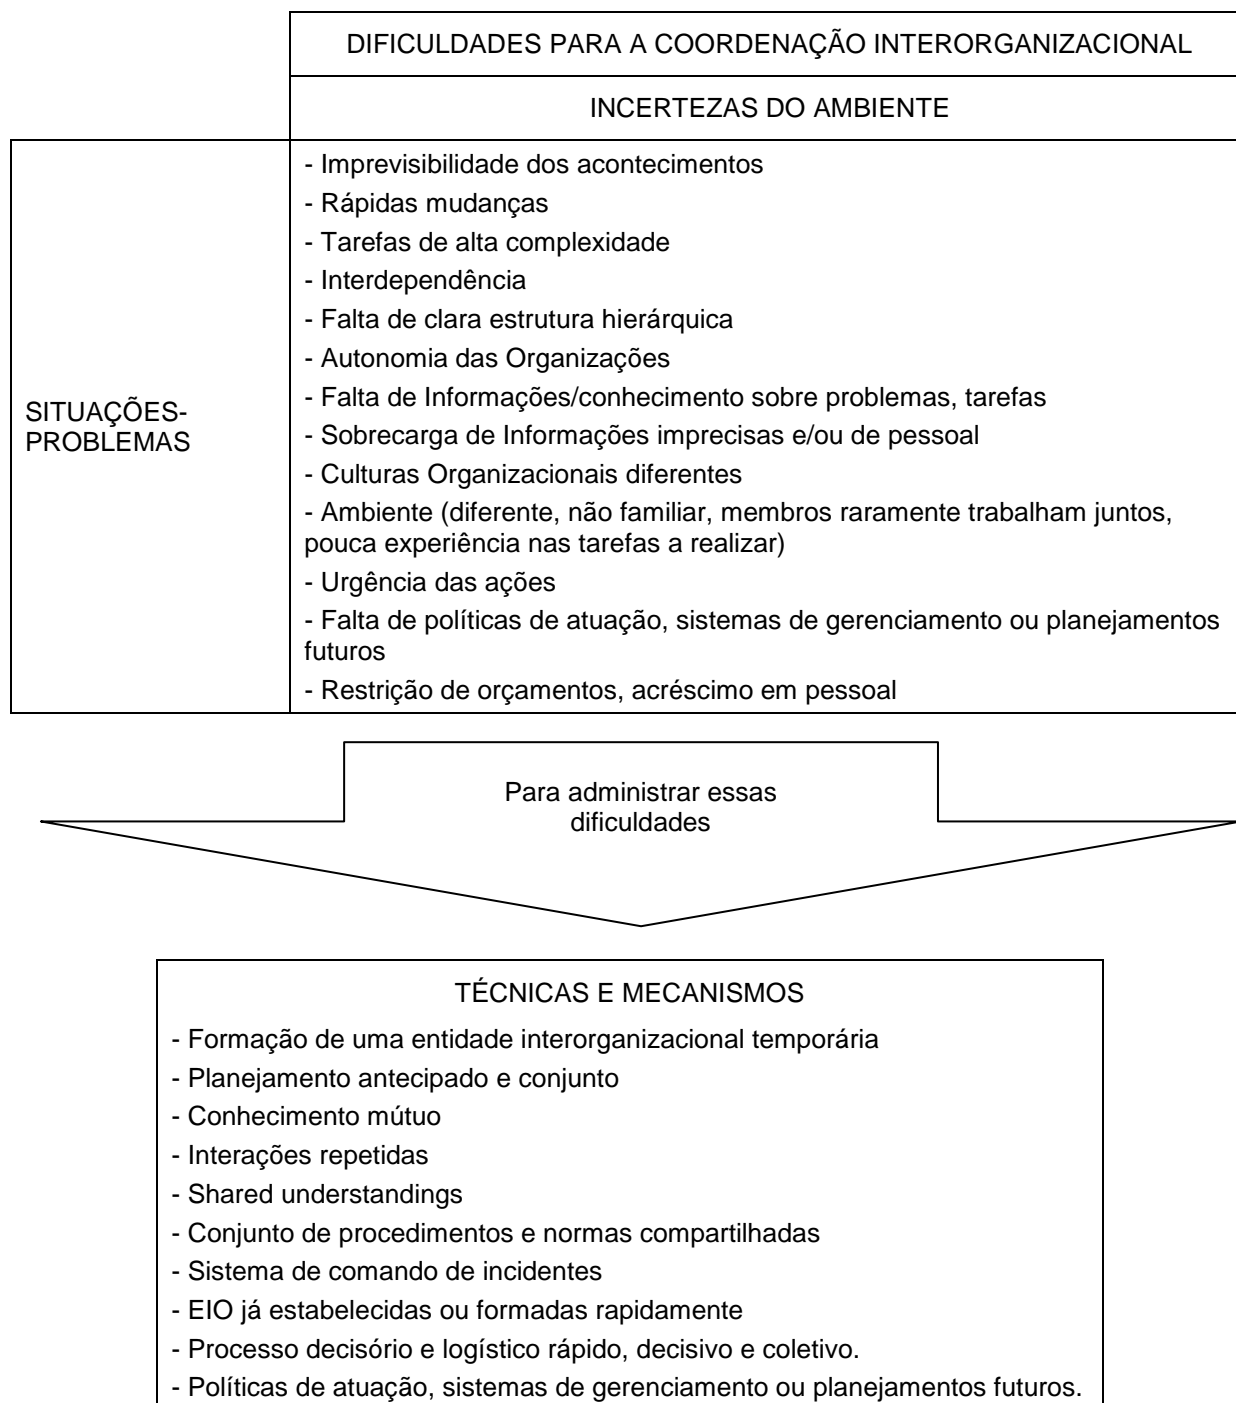 DIFICULDADES PARA A COORDENAÇÃO INTERORGANIZACIONAL
INCERTEZAS DO AMBIENTE
SITUAÇÕES-
PROBLEMAS
- Imprevisibilidade dos acontecimentos
- Rápidas mudanças
- Tarefas de alta complexidade
- Interdependência
- Falta de clara estrutura hierárquica
- Autonomia das Organizações
- Falta de Informações/conhecimento sobre problemas, tarefas
- Sobrecarga de Informações imprecisas e/ou de pessoal
- Culturas Organizacionais diferentes
- Ambiente (diferente, não familiar, membros raramente trabalham juntos,
pouca experiência nas tarefas a realizar)
- Urgência das ações
- Falta de políticas de atuação, sistemas de gerenciamento ou planejamentos
futuros
- Restrição de orçamentos, acréscimo em pessoal
Para administrar essas
dificuldades
TÉCNICAS E MECANISMOS
- Formação de uma entidade interorganizacional temporária
- Planejamento antecipado e conjunto
- Conhecimento mútuo
- Interações repetidas
- Shared understandings
- Conjunto de procedimentos e normas compartilhadas
- Sistema de comando de incidentes
- EIO já estabelecidas ou formadas rapidamente
- Processo decisório e logístico rápido, decisivo e coletivo.
- Políticas de atuação, sistemas de gerenciamento ou planejamentos futuros.